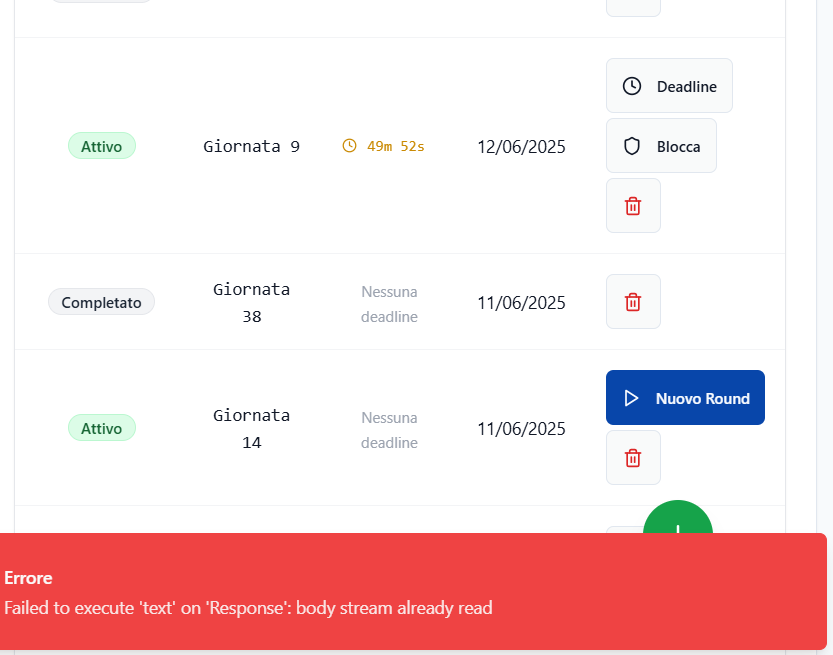 Attivo
Giornata 9
49m 52s
12/06/2025
Deadline
Blocca
Completato
Giornata
38
Nessuna
deadline
11/06/2025
Attivo
Giornata
14
Nessuna
deadline
11/06/2025
Nuovo Round
Errore
Failed to execute 'text' on 'Response': body stream already read